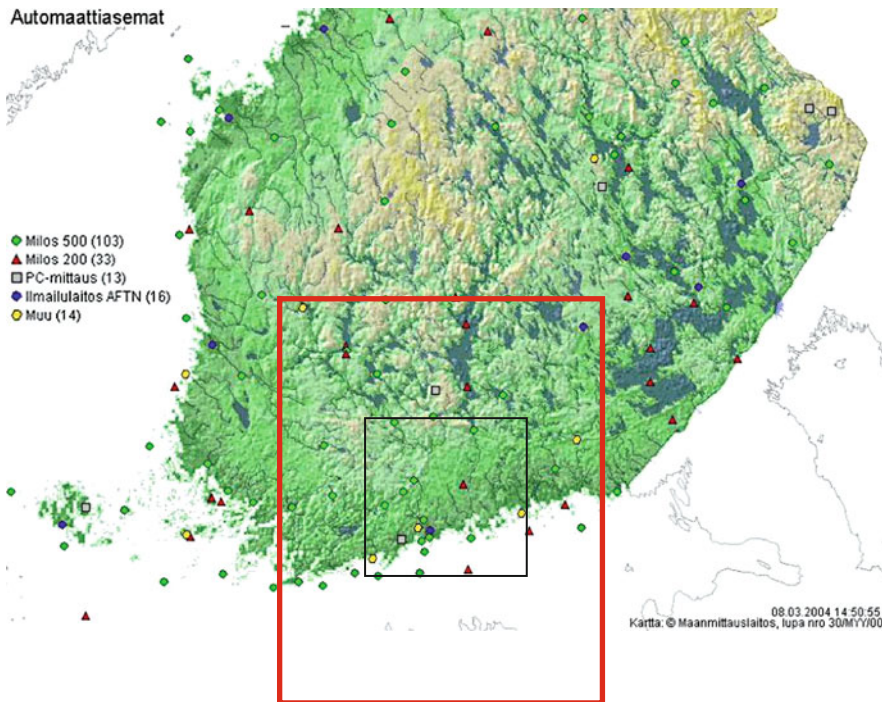 Automaattiasemat
Milos 500 (103)
Milos 200 (33)
PC-mittaus (13)
Ilmailulaitos AFTN (16)
Muu (14)
08.03.2004 14:50:55
Kartta: © Maanmittauslaitos, lupa nro 30/MYY/00